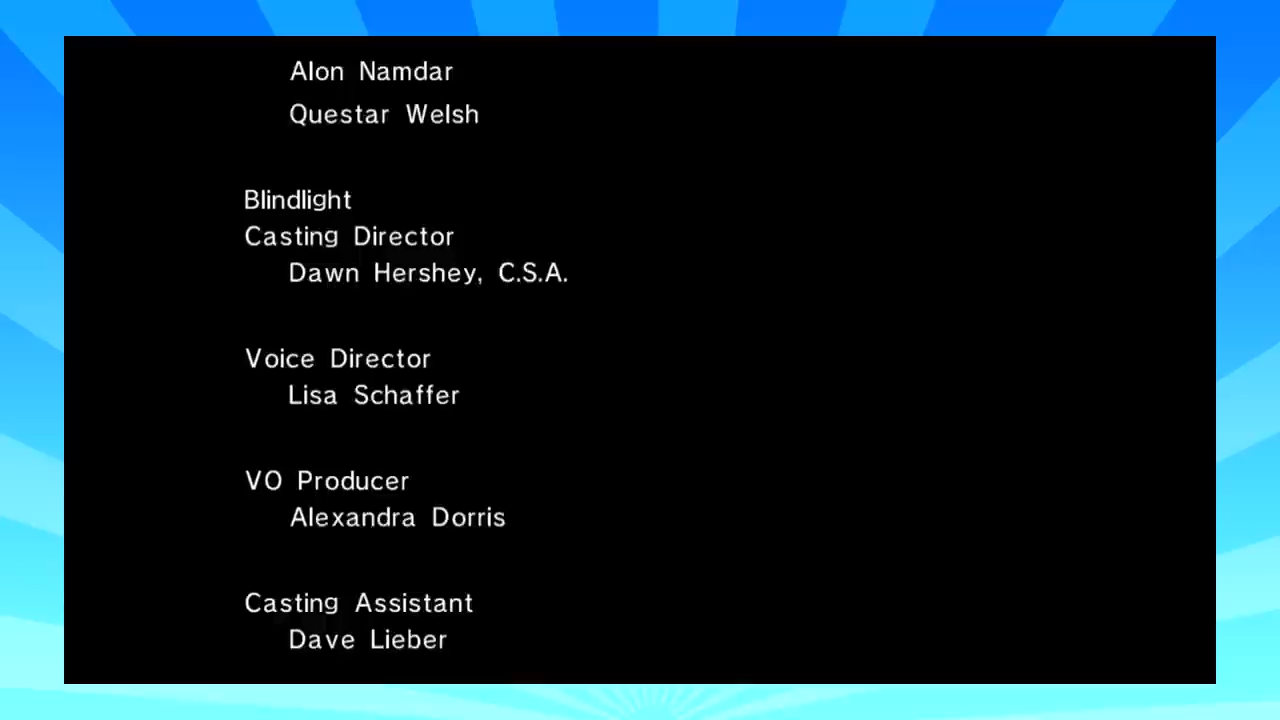 Alon Namdar
Questar Welsh
Blindlight
Casting Director
Dawn Hershey, C.S.A.
Voice Director
Lisa Schaffer
VO Producer
Alexandra Dorris
Casting Assistant
Dave Lieber